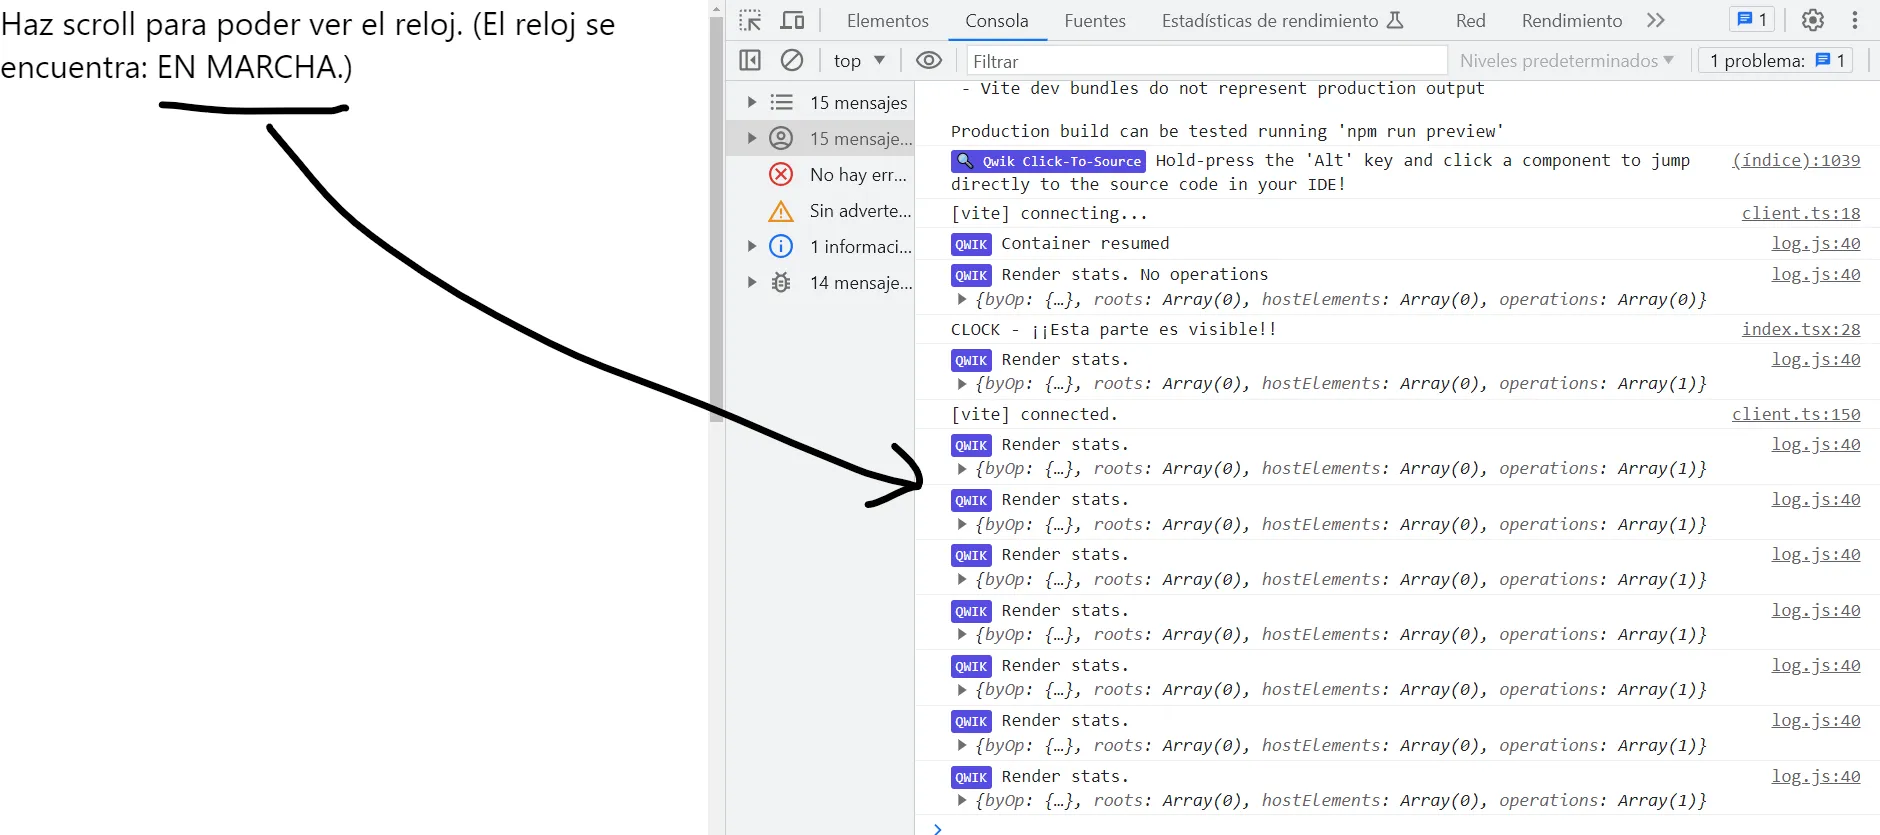 Haz scroll para poder ver el reloj. (El reloj se
encuentra: EN MARCHA.)
Elementos Consola Fuentes Estadísticas de rendimiento Red Rendimiento 1
top Filtrar Niveles predeterminados 1 problema: 1
15 mensajes
15 mensaje...
No hay err...
Sin adverte...
1 informaci...
14 mensaje...
- Vite dev bundles do not represent production output
Production build can be tested running 'npm run preview'
Qwik Click-To-Source Hold-press the 'Alt' key and click a component to jump (índice):1039
directly to the source code in your IDE!
[vite] connecting... client.ts:18
QWIK Container resumed log.js:40
QWIK Render stats. No operations log.js:40
{byOp: {…}, roots: Array(0), hostElements: Array(0), operations: Array(0)}
CLOCK - ¡¡Esta parte es visible!! index.tsx:28
QWIK Render stats. log.js:40
{byOp: {…}, roots: Array(0), hostElements: Array(0), operations: Array(1)}
[vite] connected. client.ts:150
QWIK Render stats. log.js:40
{byOp: {…}, roots: Array(0), hostElements: Array(0), operations: Array(1)}
QWIK Render stats. log.js:40
{byOp: {…}, roots: Array(0), hostElements: Array(0), operations: Array(1)}
QWIK Render stats. log.js:40
{byOp: {…}, roots: Array(0), hostElements: Array(0), operations: Array(1)}
QWIK Render stats. log.js:40
{byOp: {…}, roots: Array(0), hostElements: Array(0), operations: Array(1)}
QWIK Render stats. log.js:40
{byOp: {…}, roots: Array(0), hostElements: Array(0), operations: Array(1)}
QWIK Render stats. log.js:40
{byOp: {…}, roots: Array(0), hostElements: Array(0), operations: Array(1)}
QWIK Render stats. log.js:40
{byOp: {…}, roots: Array(0), hostElements: Array(0), operations: Array(1)}